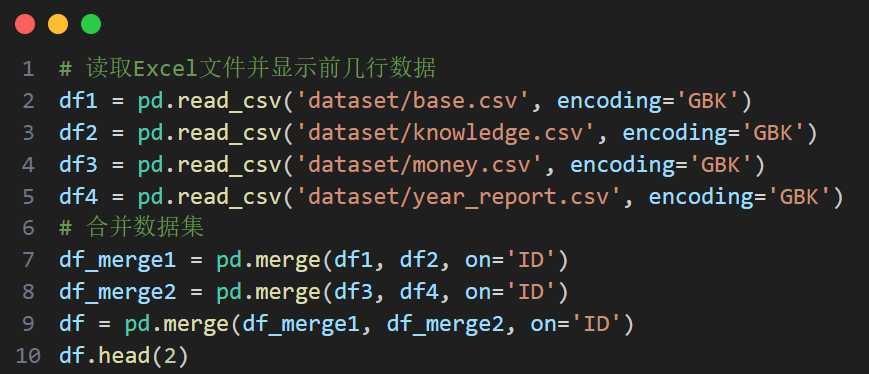 1 # 读取Excel文件并显示前几行数据
2 df1 = pd.read_csv('dataset/base.csv', encoding='GBK')
3 df2 = pd.read_csv('dataset/knowledge.csv', encoding='GBK')
4 df3 = pd.read_csv('dataset/money.csv', encoding='GBK')
5 df4 = pd.read_csv('dataset/year_report.csv', encoding='GBK')
6 # 合并数据集
7 df_merge1 = pd.merge(df1, df2, on='ID')
8 df_merge2 = pd.merge(df3, df4, on='ID')
9 df = pd.merge(df_merge1, df_merge2, on='ID')
10 df.head(2)